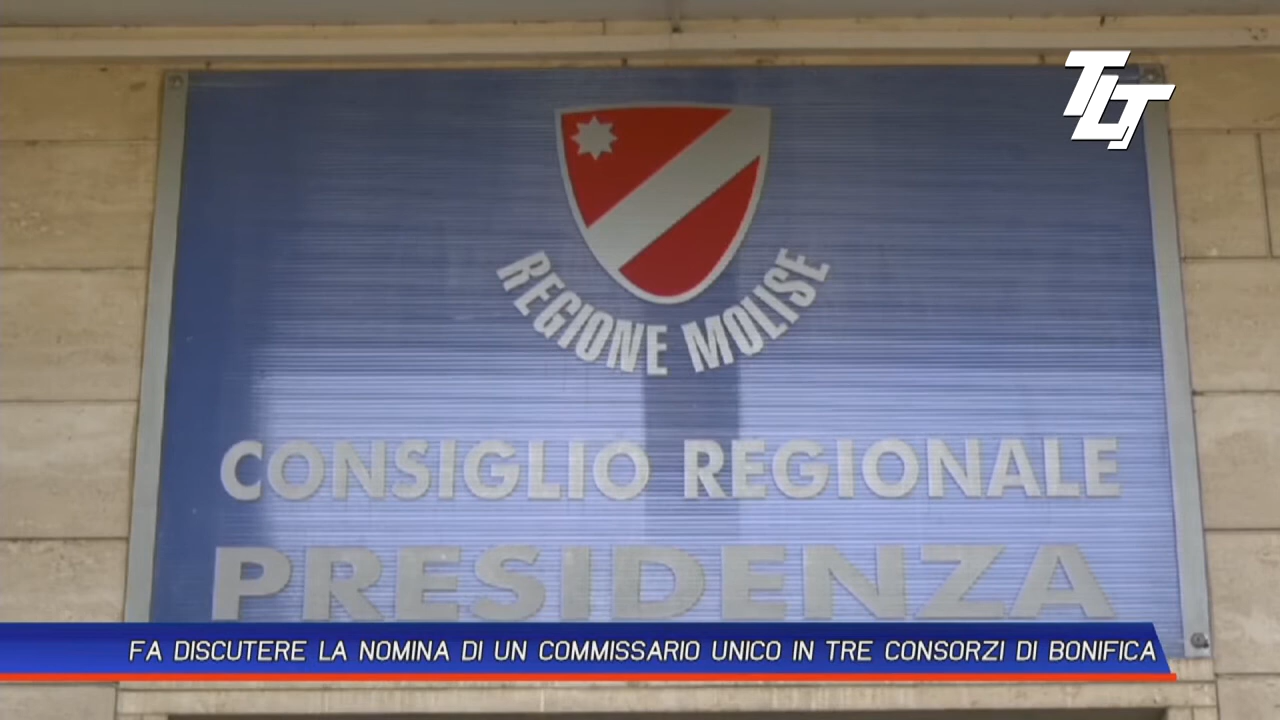 TLT
REGIONE MOLISE
CONSIGLIO REGIONALE
PRESIDENZA
FA DISCUTERE LA NOMINA DI UN COMMISSARIO UNICO IN TRE CONSORZI DI BONIFICA